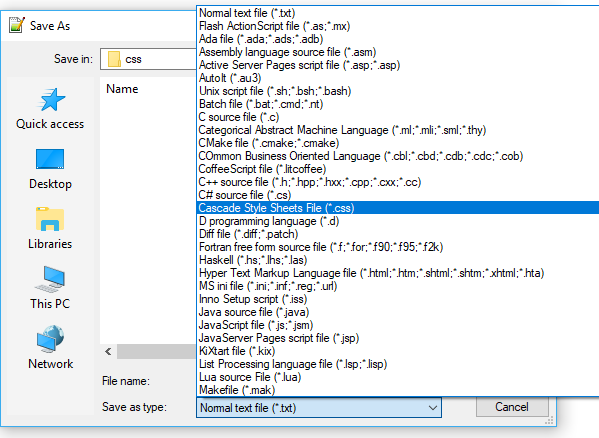 Save As
Save in:
css
Name
Quick access
Desktop
Libraries
This PC
Network
Normal text file (*.txt)
Flash ActionScript file (*.as;*.mx)
Ada file (*.ada;*.ads;*.adb)
Assembly language source file (*.asm)
Active Server Pages script file (*.asp;*.asp)
AutoIt (*.au3)
Unix script file (*.sh;*.bsh;*.bash)
Batch file (*.bat;*.cmd;*.nt)
C source file (*.c)
Categorical Abstract Machine Language (*.ml;*.mli;*.sml;*.thy)
CMake file (*.cmake;*.cmake)
COmmon Business Oriented Language (*.cbl;*.cbd;*.cdb;*.cdc;*.cob)
CoffeeScript file (*.litcoffee)
C++ source file (*.h;*.hpp;*.hxx;*.cpp;*.cxx;*.cc)
C# source file (*.cs)
Cascade Style Sheets File (*.css)
D programming language (*.d)
Diff file (*.diff;*.patch)
Fortran free form source file (*.f;*.for;*.f90;*.f95;*.f2k)
Haskell (*.hs;*.lhs;*.las)
Hyper Text Markup Language file (*.html;*.htm;*.shtml;*.shtm;*.xhtml;*.hta)
MS ini file (*.ini;*.inf;*.reg;*.url)
Inno Setup script (*.iss)
Java source file (*.java)
JavaScript file (*.js;*.jsm)
JavaServer Pages script file (*.jsp)
KiXtart file (*.kix)
List Processing language file (*.lsp;*.lisp)
Lua source File (*.lua)
Makefile (*.mak)
File name:
Save as type:
Normal text file (*.txt)
Cancel